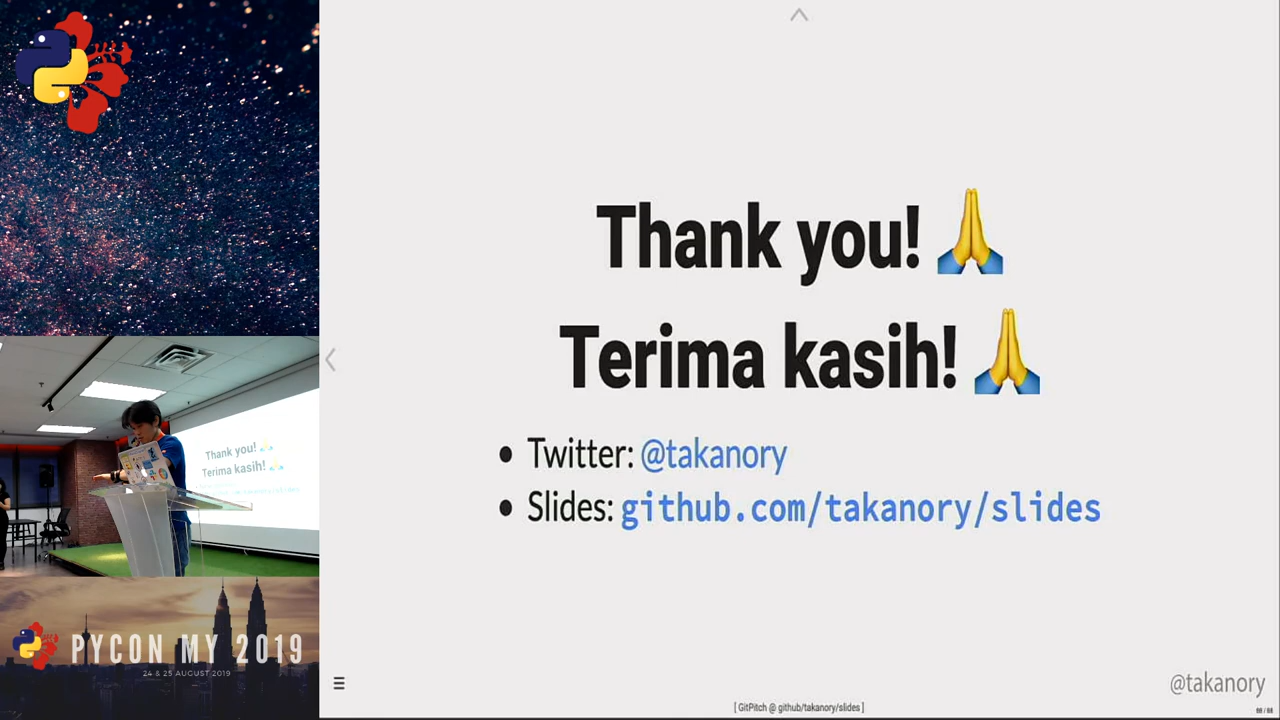 Thank you! 🙏
Terima kasih! 🙏
• Twitter: @takanory
• Slides: github.com/takanory/slides
@takanory
[ GitPitch @ github/takanory/slides ]
Thank you! 🙏
Terima kasih! 🙏
PYCON MY 2019
24 & 25 AUGUST 2019